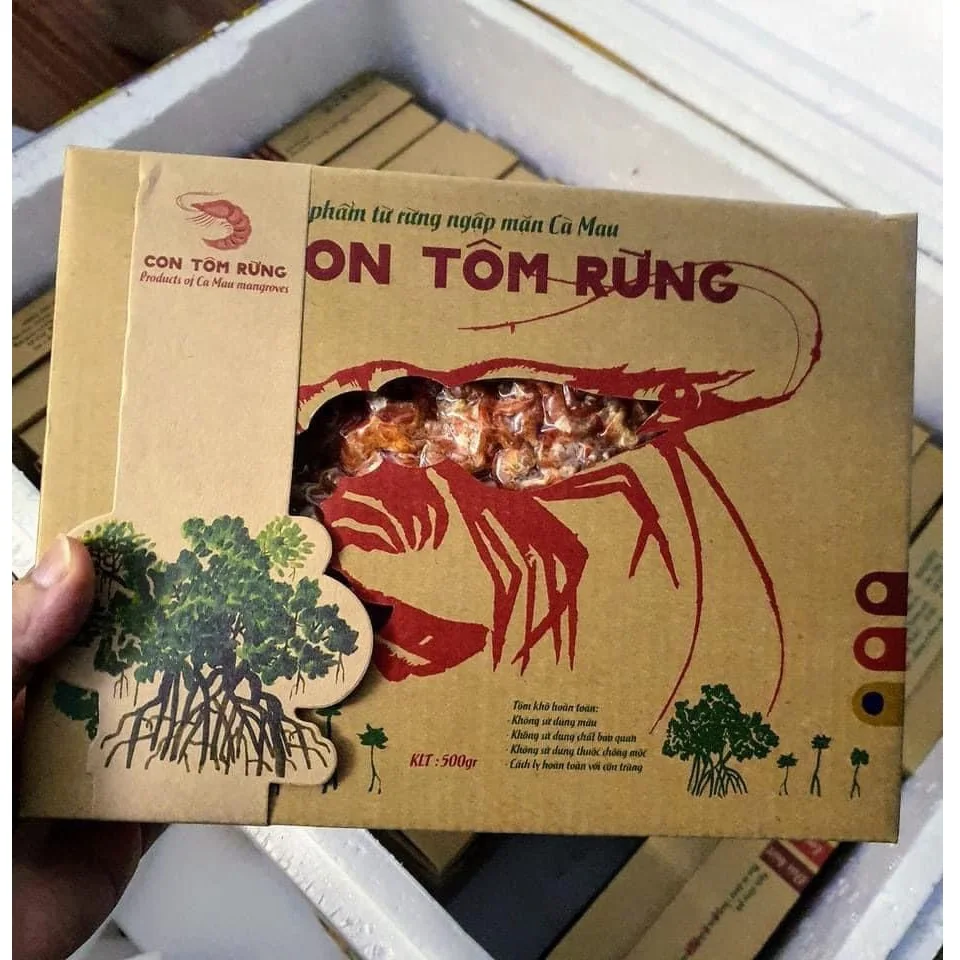 CON TÔM RỪNG
Products of Ca Mau mangroves
phẩm từ rừng ngập mặn Cà Mau
ON TÔM RỪNG
Tôm khô hoàn toàn:
- Không sử dụng màu
- Không sử dụng chất bảo quản
- Không sử dụng thuốc chống mốc
- Cách ly hoàn toàn với côn trùng
KLT : 500gr